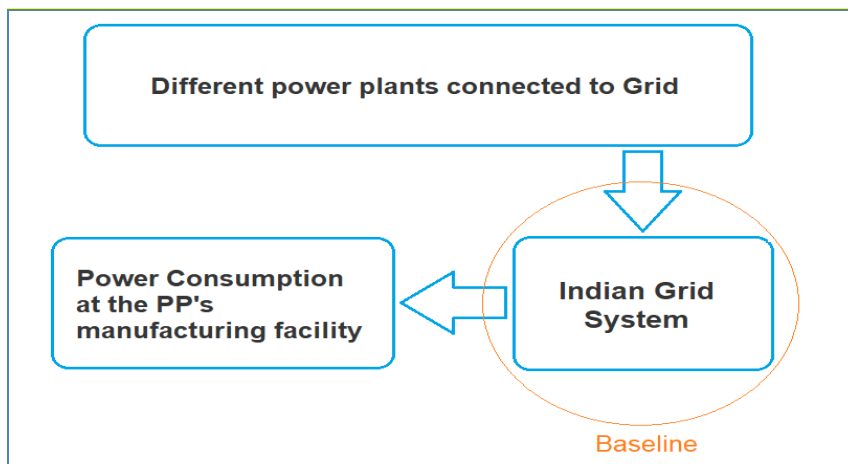 Different power plants connected to Grid
Power Consumption
at the PP's
manufacturing facility
Indian Grid
System
Baseline